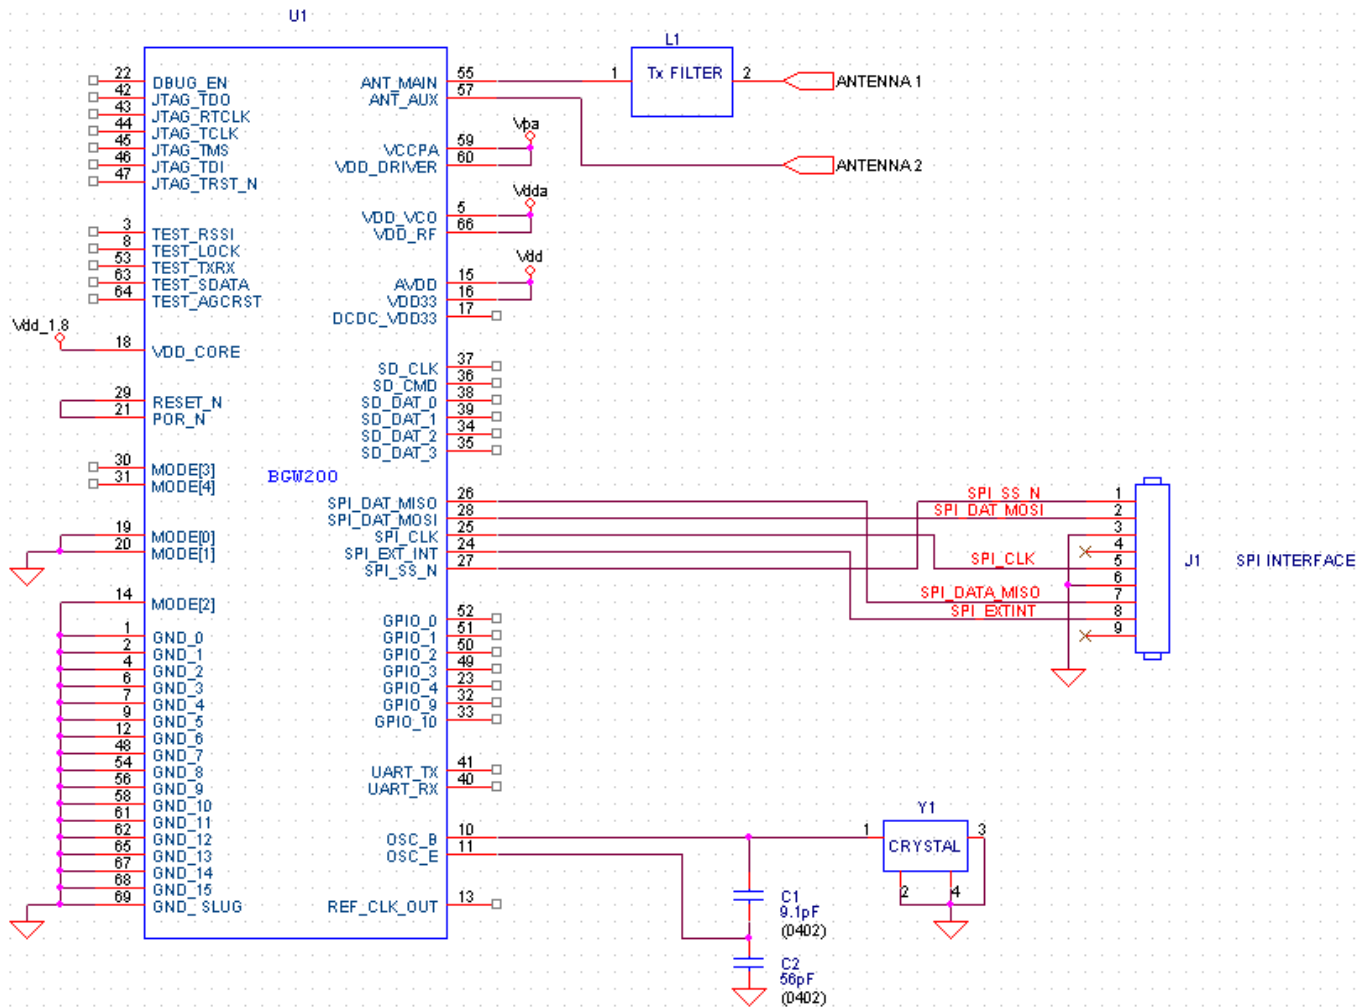 U1
22 DBUG_EN
42 JTAG_TDO
43 JTAG_RTCLK
44 JTAG_TCLK
45 JTAG_TMS
46 JTAG_TDI
47 JTAG_TRST_N
3 TEST_RSSI
8 TEST_LOCK
53 TEST_TXRX
63 TEST_SDATA
64 TEST_AGCRST
Vdd_1.8
18 VDD_CORE
29 RESET_N
21 POR_N
30 MODE[3]
31 MODE[4]
19 MODE[0]
20 MODE[1]
14 MODE[2]
1 GND_0
2 GND_1
4 GND_2
6 GND_3
7 GND_4
9 GND_5
12 GND_6
48 GND_7
54 GND_8
56 GND_9
58 GND_10
61 GND_11
62 GND_12
65 GND_13
67 GND_14
68 GND_15
69 GND_SLUG
BGW200
ANT_MAIN 55
ANT_AUX 57
VCCPA 59
VDD_DRIVER 60
Vpa
VDD_VCO 5
VDD_RF 66
Vdda
AVDD 15
VDD33 16
DCDC_VDD33 17
Vdd
SD_CLK 37
SD_CMD 36
SD_DAT_0 38
SD_DAT_1 39
SD_DAT_2 34
SD_DAT_3 35
SPI_DAT_MISO 26
SPI_DAT_MOSI 28
SPI_CLK 25
SPI_EXT_INT 24
SPI_SS_N 27
GPIO_0 52
GPIO_1 51
GPIO_2 50
GPIO_3 49
GPIO_4 23
GPIO_9 32
GPIO_10 33
UART_TX 41
UART_RX 40
OSC_B 10
OSC_E 11
REF_CLK_OUT 13
L1
1 Tx FILTER 2
ANTENNA 1
ANTENNA 2
SPI_SS_N 1
SPI_DAT_MOSI 2
3
4
SPI_CLK 5
6
SPI_DATA_MISO 7
SPI_EXTINT 8
9
J1 SPI INTERFACE
Y1
1 CRYSTAL 3
2 4
C1
9.1pF
(0402)
C2
56pF
(0402)